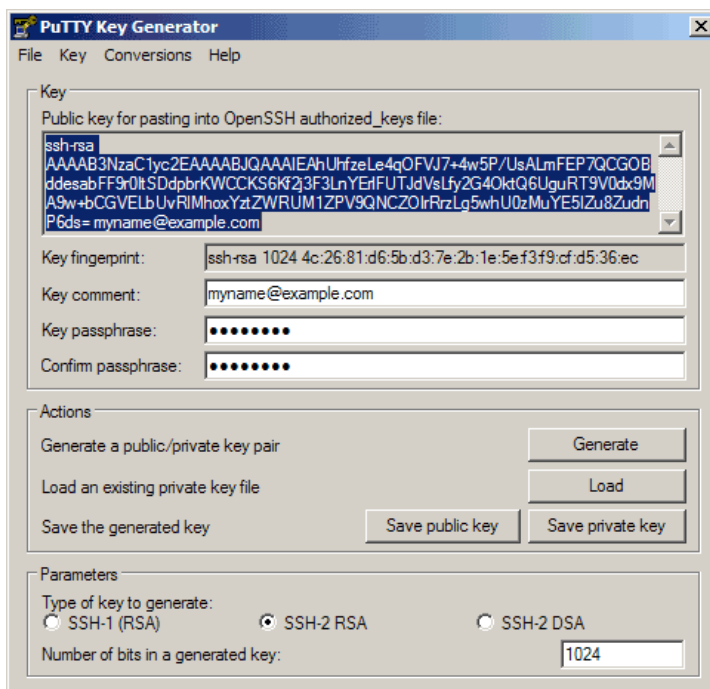 PuTTY Key Generator
File Key Conversions Help
Key
Public key for pasting into OpenSSH authorized_keys file:
ssh-rsa
AAAAB3NzaC1yc2EAAAABJQAAAIEAhUhfzeLe4qOFVJ7+4w5P/UsALmFEP7QCGOB
ddesabFF9r0ltSDdpbrKWCCKS6Kf2j3F3LnYErlFUTJdVsLfy2G4OktQ6UguRT9V0dx9M
A9w+bCGVELbUvRlMhoxYztZWRUM1ZPV9QNCZOlrRrzLg5whU0zMuYE5lZu8Zudn
P6ds= myname@example.com
Key fingerprint: ssh-rsa 1024 4c:26:81:d6:5b:d3:7e:2b:1e:5e:f3:f9:cf:d5:36:ec
Key comment: myname@example.com
Key passphrase: ●●●●●●●●
Confirm passphrase: ●●●●●●●●
Actions
Generate a public/private key pair Generate
Load an existing private key file Load
Save the generated key Save public key Save private key
Parameters
Type of key to generate:
SSH-1 (RSA) SSH-2 RSA SSH-2 DSA
Number of bits in a generated key: 1024